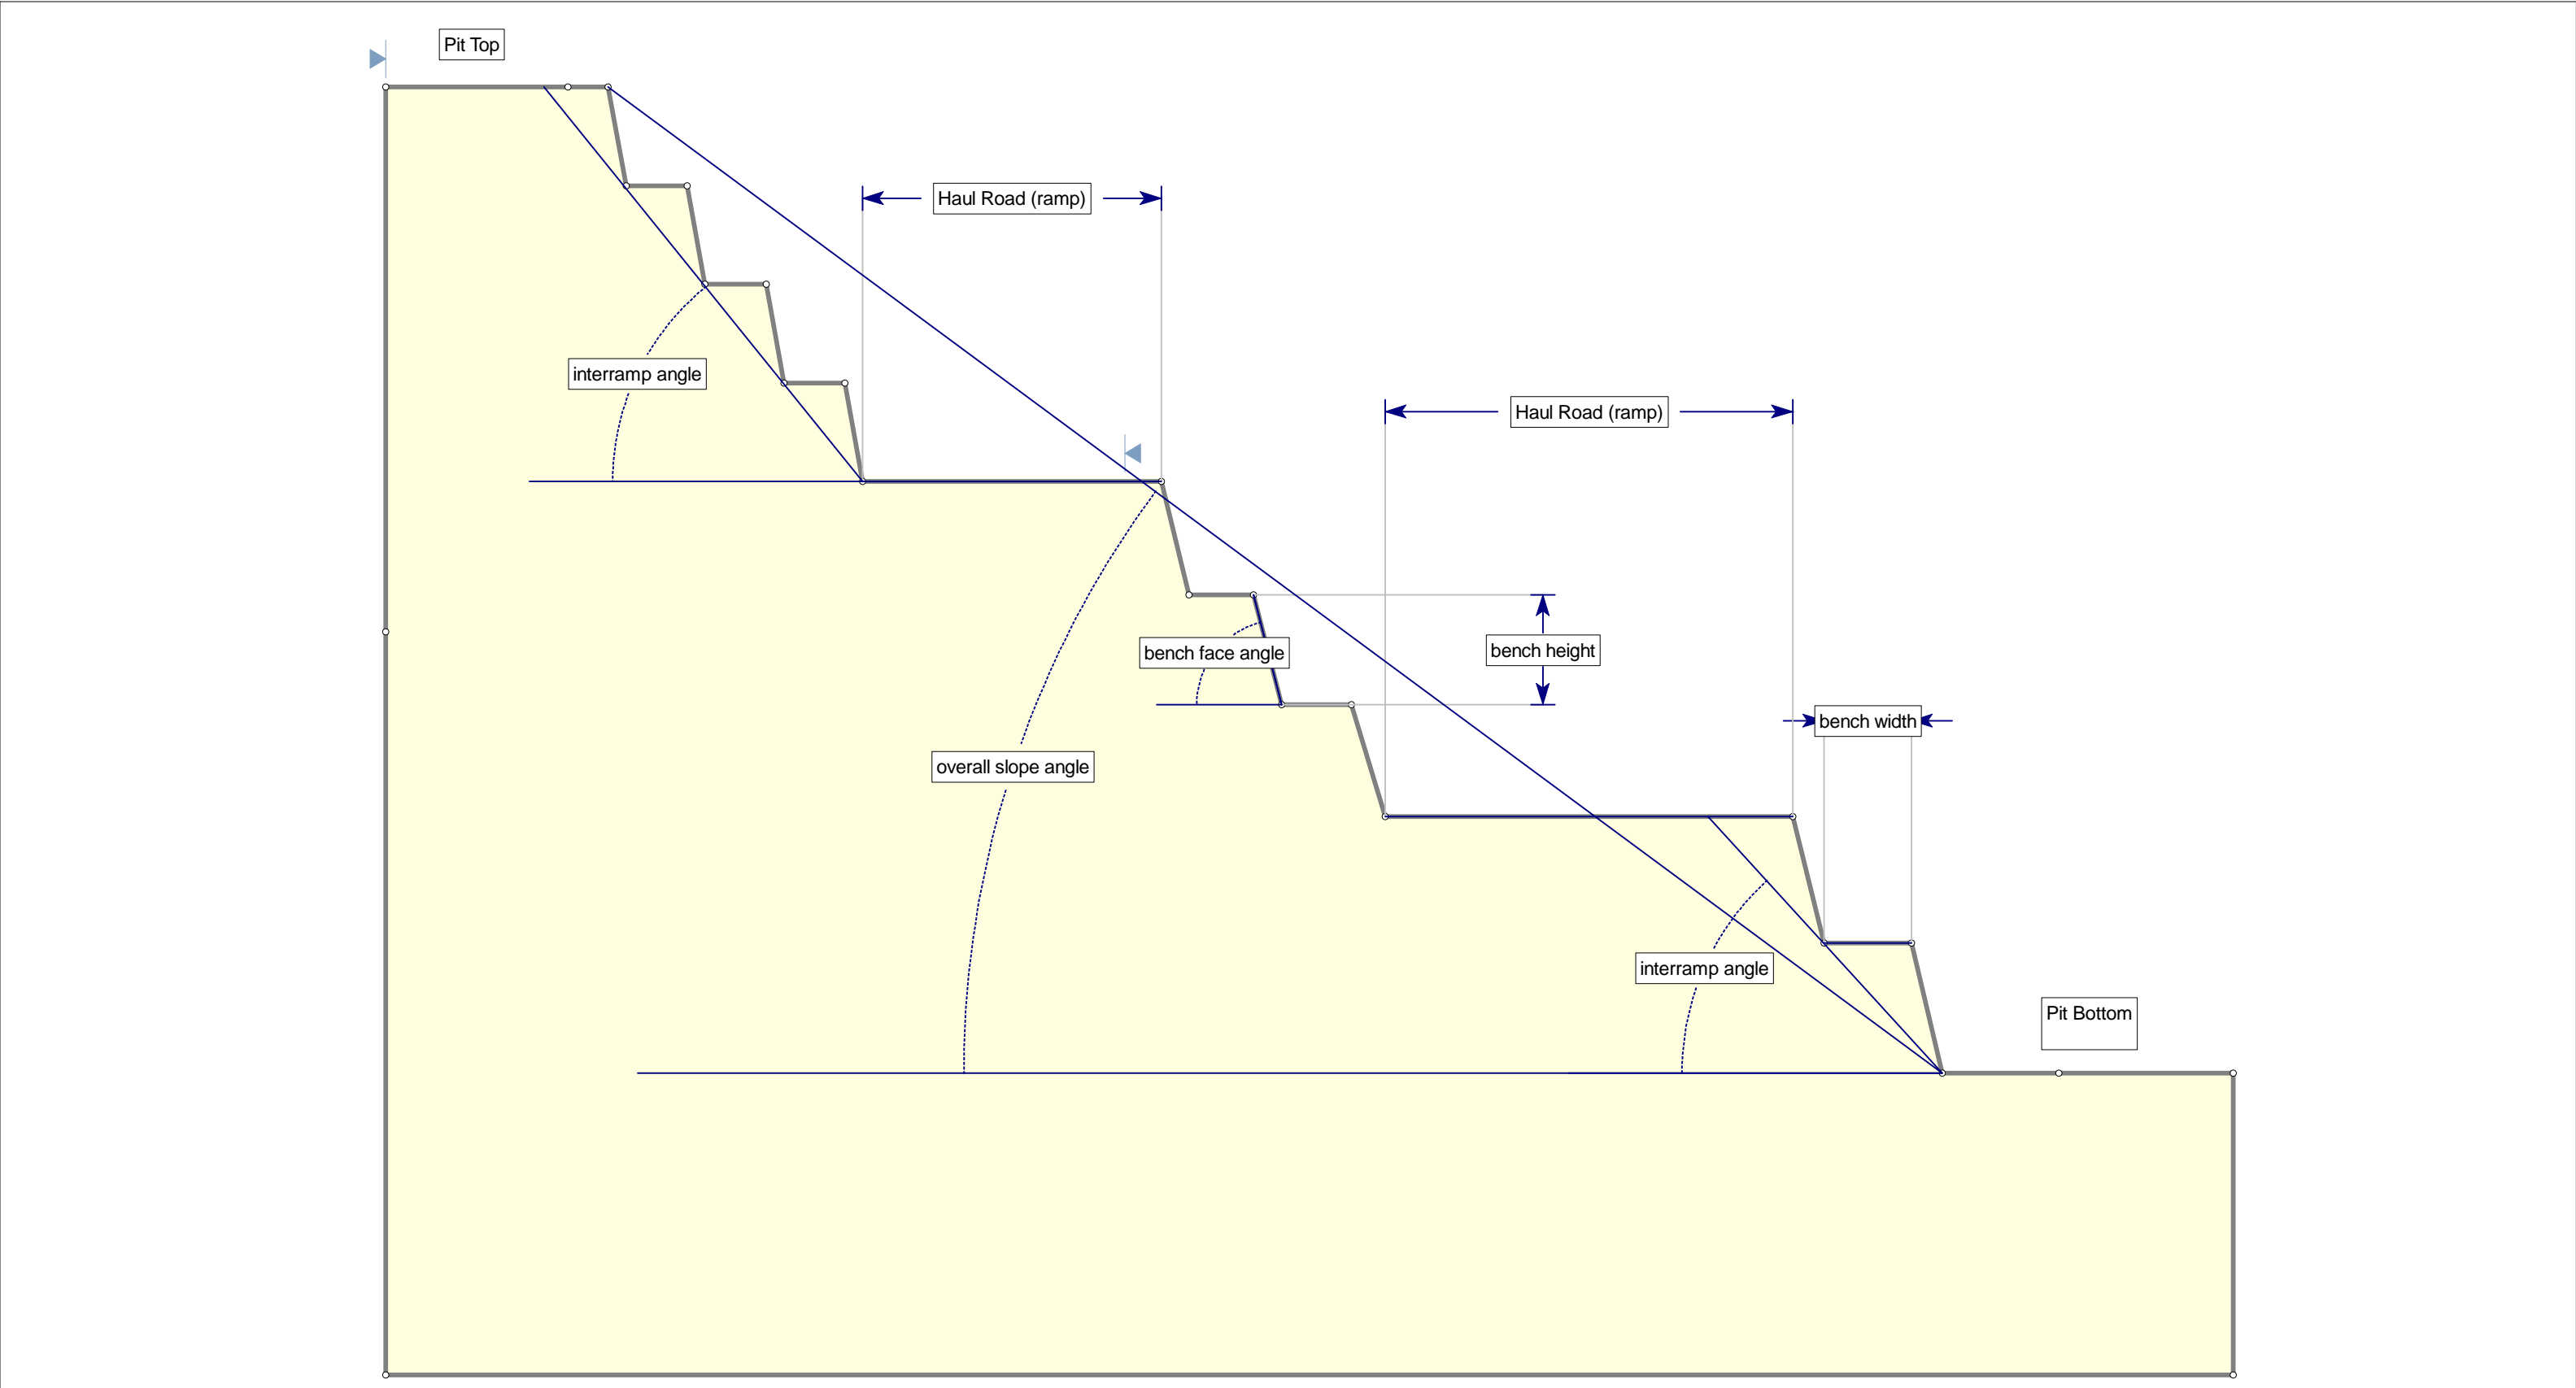 Pit Top
Haul Road (ramp)
interramp angle
Haul Road (ramp)
bench face angle
bench height
bench width
overall slope angle
interramp angle
Pit Bottom